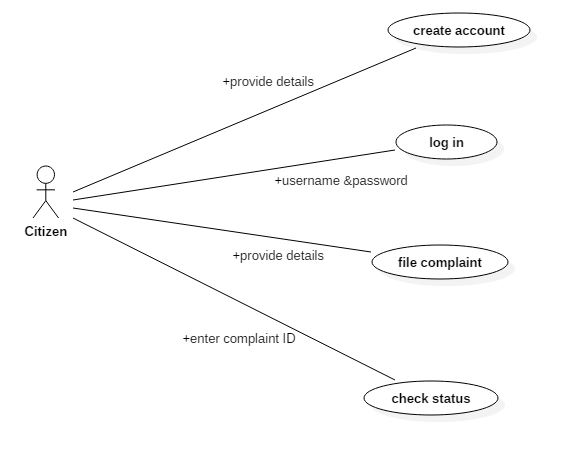 create account
+provide details
log in
+username &password
Citizen
+provide details
file complaint
+enter complaint ID
check status